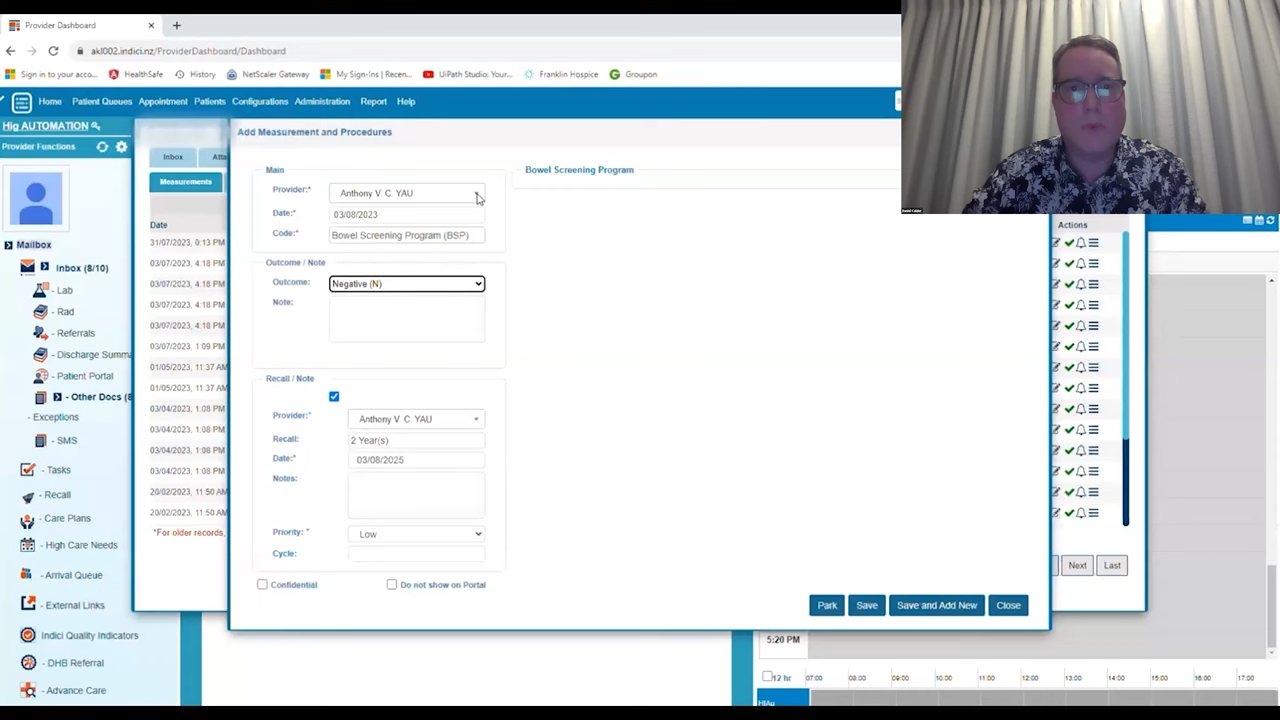 Provider Dashboard
akl002.indici.nz/ProviderDashboard/Dashboard
Sign in to your acco... HealthSafe History NetScaler Gateway My Sign-Ins | Recen... UiPath Studio: Your... Franklin Hospice Groupon
Home Patient Queues Appointment Patients Configurations Administration Report Help
Hig AUTOMATION
Provider Functions
Mailbox
Inbox (8/10)
- Lab
- Rad
- Referrals
- Discharge Summa
- Patient Portal
- Other Docs (8
- Exceptions
- SMS
- Tasks
- Recall
- Care Plans
- High Care Needs
- Arrival Queue
- External Links
Indici Quality Indicators
- DHB Referral
- Advance Care
Inbox Atta
Measurements
Date
31/07/2023, 0:13 PM
03/07/2023, 4:18 PM
03/07/2023, 4:18 PM
03/07/2023, 4:18 PM
03/07/2023, 4:18 PM
03/07/2023, 1:09 PM
01/05/2023, 11:37 AM
01/05/2023, 11:37 AM
03/04/2023, 1:08 PM
03/04/2023, 1:08 PM
03/04/2023, 1:08 PM
03/04/2023, 1:08 PM
20/02/2023, 11:50 AM
20/02/2023, 11:50 AM
*For older records,
Add Measurement and Procedures
Main
Provider:* Anthony V. C. YAU
Date:* 03/08/2023
Code:* Bowel Screening Program (BSP)
Outcome / Note
Outcome: Negative (N)
Note:
Recall / Note
Provider:* Anthony V. C. YAU
Recall: 2 Year(s)
Date:* 03/08/2025
Notes:
Priority: * Low
Cycle:
Confidential Do not show on Portal
Bowel Screening Program
Park Save Save and Add New Close
Actions
Next Last
5:20 PM
12 hr 07:00 08:00 09:00 10:00 11:00 12:00 13:00 14:00 15:00 16:00 17:00
HIAu